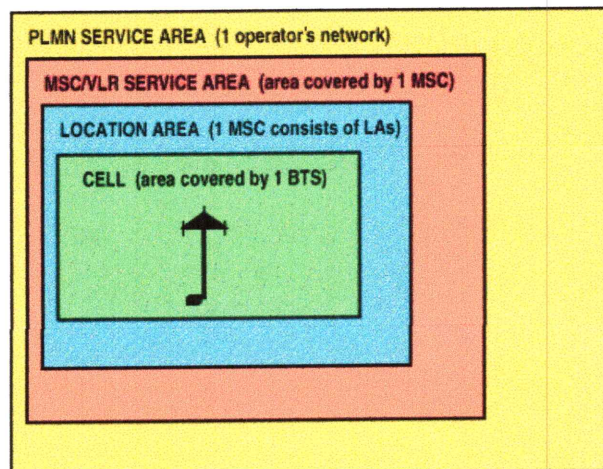 PLMN SERVICE AREA (1 operator's network)
MSC/VLR SERVICE AREA (area covered by 1 MSC)
LOCATION AREA (1 MSC consists of LAs)
CELL (area covered by 1 BTS)